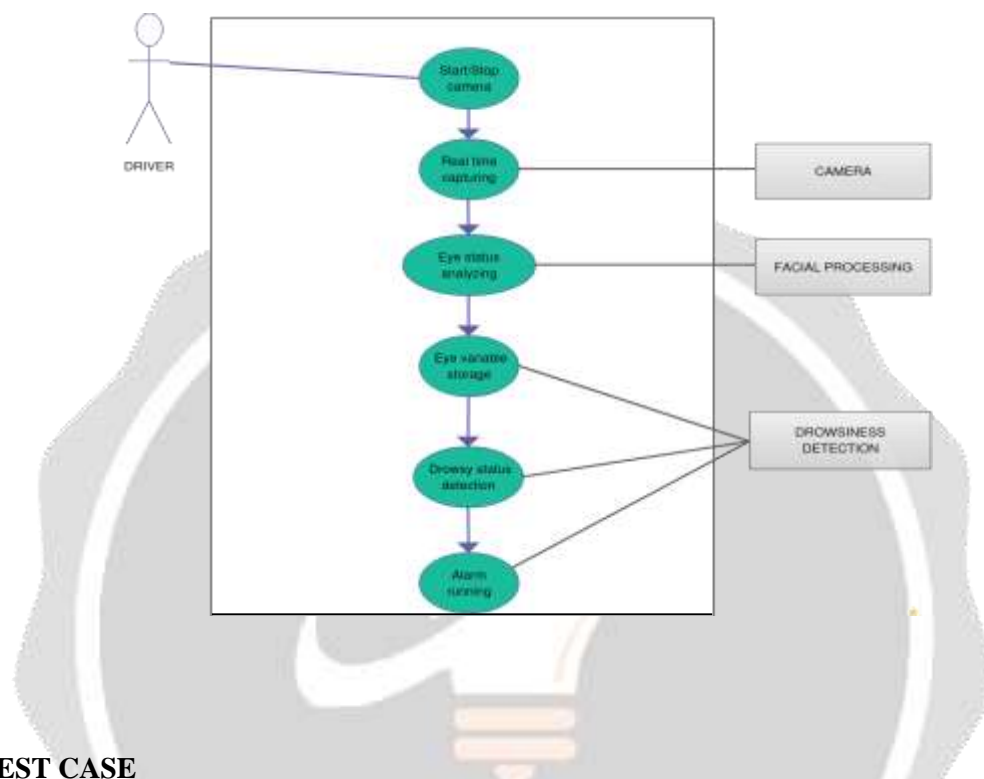 Start/Stop
camera
DRIVER
Real time
capturing
CAMERA
Eye status
analyzing
FACIAL PROCESSING
Eye variable
storage
DROWSINESS
DETECTION
Drowsy status
detection
Alarm
running
EST CASE